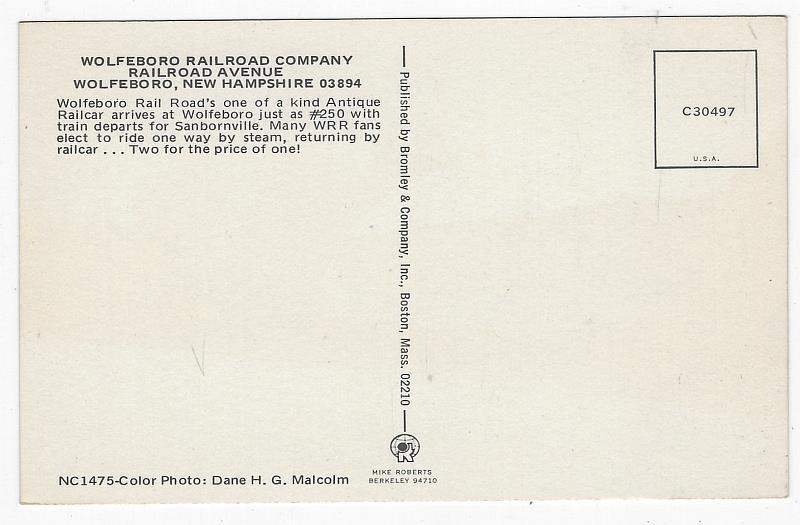 WOLFEBORO RAILROAD COMPANY
RAILROAD AVENUE
WOLFEBORO, NEW HAMPSHIRE 03894
Wolfeboro Rail Road's one of a kind Antique
Railcar arrives at Wolfeboro just as #250 with
train departs for Sanbornville. Many WRR fans
elect to ride one way by steam, returning by
railcar . . . Two for the price of one!
NC1475-Color Photo: Dane H. G. Malcolm
Published by Bromley & Company, Inc., Boston, Mass. 02210
MIKE ROBERTS
BERKELEY 94710
C30497
U.S.A.